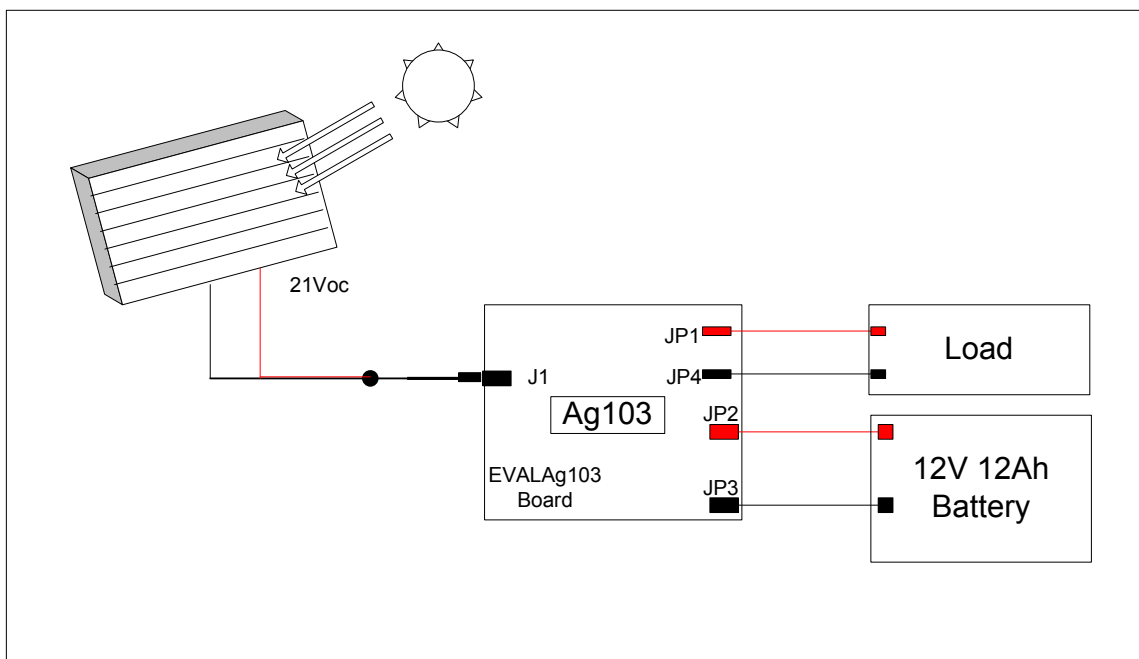 21Voc
JP1
Load
J1
JP4
Ag103
JP2
EVALAg103
Board
JP3
12V 12Ah
Battery